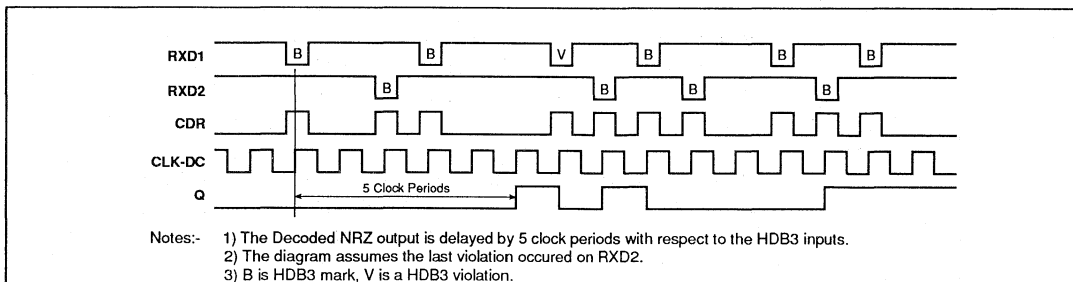 RXD1 B B V B B B
RXD2 B B B B
CDR
CLK-DC
5 Clock Periods
Q
Notes:- 1) The Decoded NRZ output is delayed by 5 clock periods with respect to the HDB3 inputs.
2) The diagram assumes the last violation occured on RXD2.
3) B is HDB3 mark, V is a HDB3 violation.